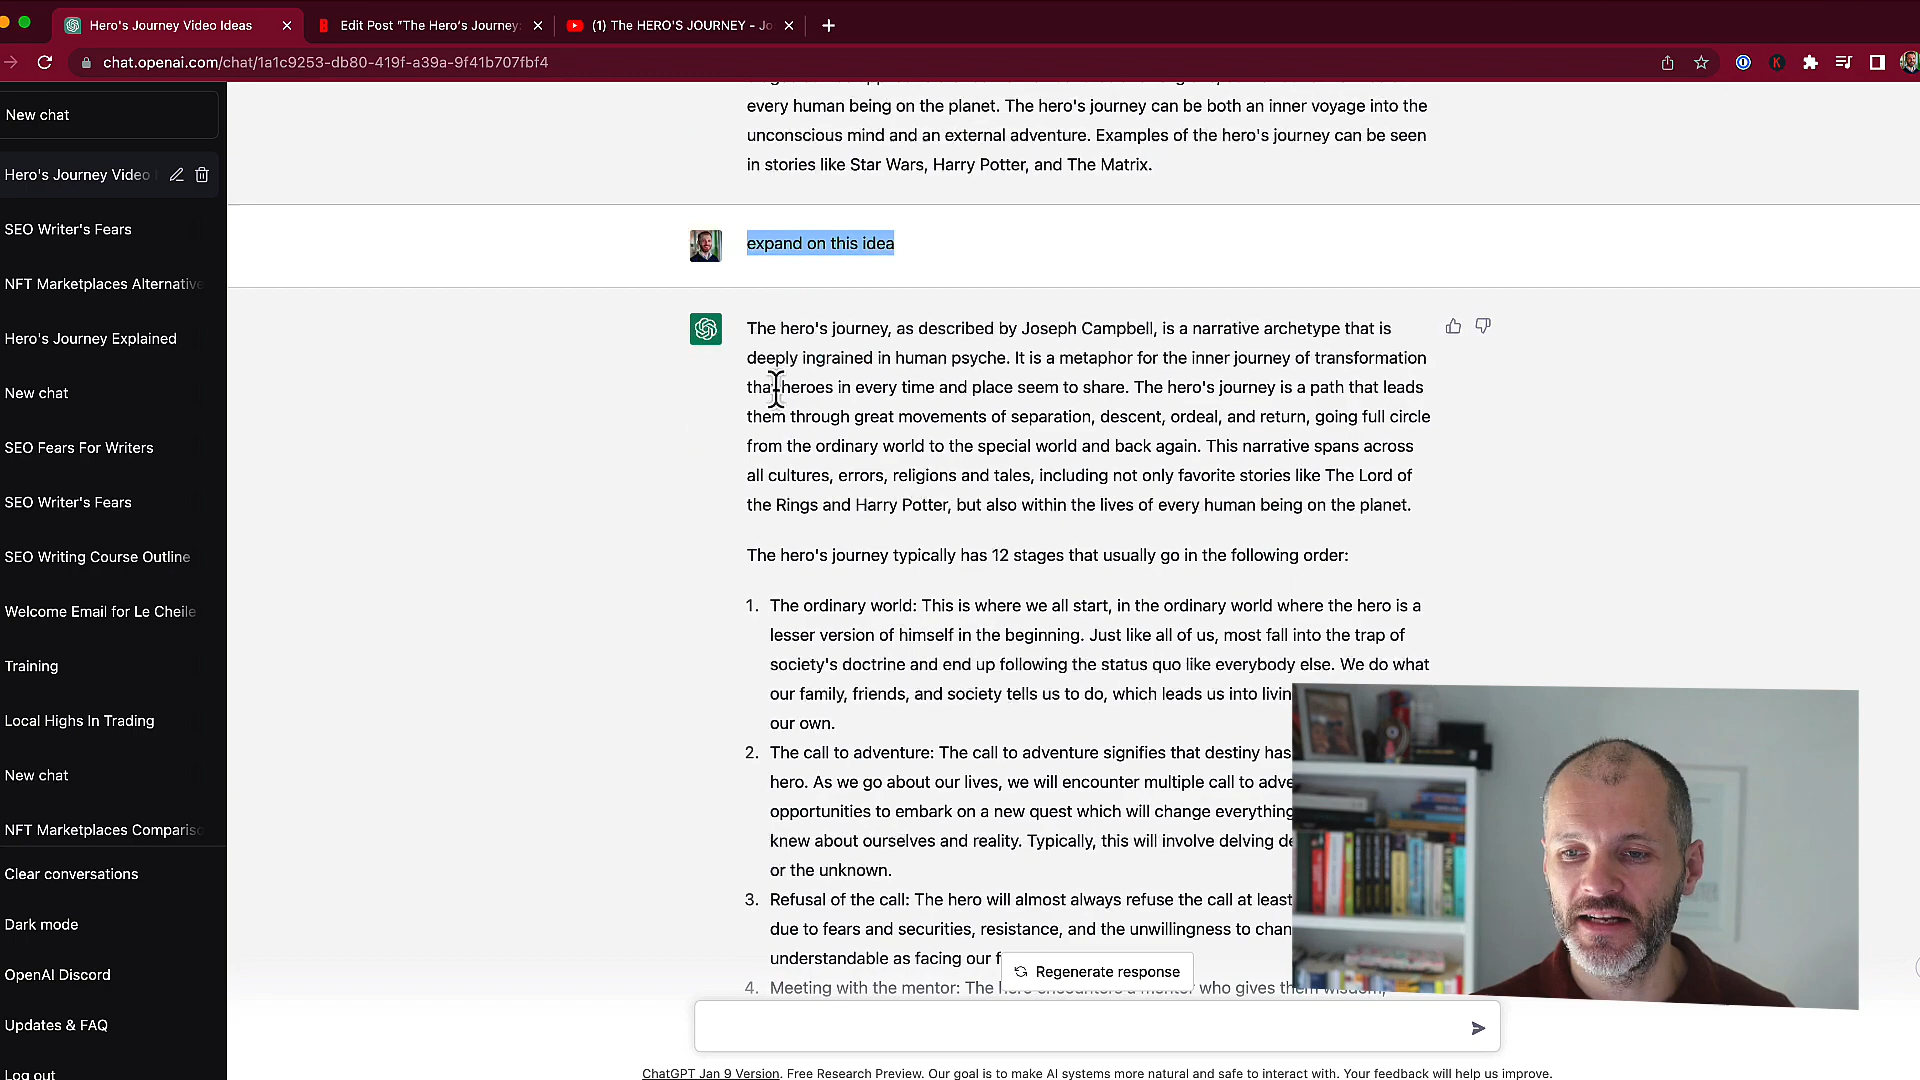 Hero's Journey Video Ideas
Edit Post "The Hero's Journey:
(1) The HERO'S JOURNEY - Jo
chat.openai.com/chat/1a1c9253-db80-419f-a39a-9f41b707fbf4
New chat
Hero's Journey Video
SEO Writer's Fears
NFT Marketplaces Alternative
Hero's Journey Explained
New chat
SEO Fears For Writers
SEO Writer's Fears
SEO Writing Course Outline
Welcome Email for Le Cheile
Training
Local Highs In Trading
New chat
NFT Marketplaces Comparis
Clear conversations
Dark mode
OpenAI Discord
Updates & FAQ
Log out
every human being on the planet. The hero's journey can be both an inner voyage into the
unconscious mind and an external adventure. Examples of the hero's journey can be seen
in stories like Star Wars, Harry Potter, and The Matrix.
expand on this idea
The hero's journey, as described by Joseph Campbell, is a narrative archetype that is
deeply ingrained in human psyche. It is a metaphor for the inner journey of transformation
that heroes in every time and place seem to share. The hero's journey is a path that leads
them through great movements of separation, descent, ordeal, and return, going full circle
from the ordinary world to the special world and back again. This narrative spans across
all cultures, errors, religions and tales, including not only favorite stories like The Lord of
the Rings and Harry Potter, but also within the lives of every human being on the planet.
The hero's journey typically has 12 stages that usually go in the following order:
1. The ordinary world: This is where we all start, in the ordinary world where the hero is a
lesser version of himself in the beginning. Just like all of us, most fall into the trap of
society's doctrine and end up following the status quo like everybody else. We do what
our family, friends, and society tells us to do, which leads us into livin
our own.
2. The call to adventure: The call to adventure signifies that destiny has
hero. As we go about our lives, we will encounter multiple call to adve
opportunities to embark on a new quest which will change everything
knew about ourselves and reality. Typically, this will involve delving de
or the unknown.
3. Refusal of the call: The hero will almost always refuse the call at least
due to fears and securities, resistance, and the unwillingness to chan
understandable as facing our f
Regenerate response
4. Meeting with the mentor: The hero encounters a mentor who gives them wisdom,
ChatGPT Jan 9 Version. Free Research Preview. Our goal is to make AI systems more natural and safe to interact with. Your feedback will help us improve.